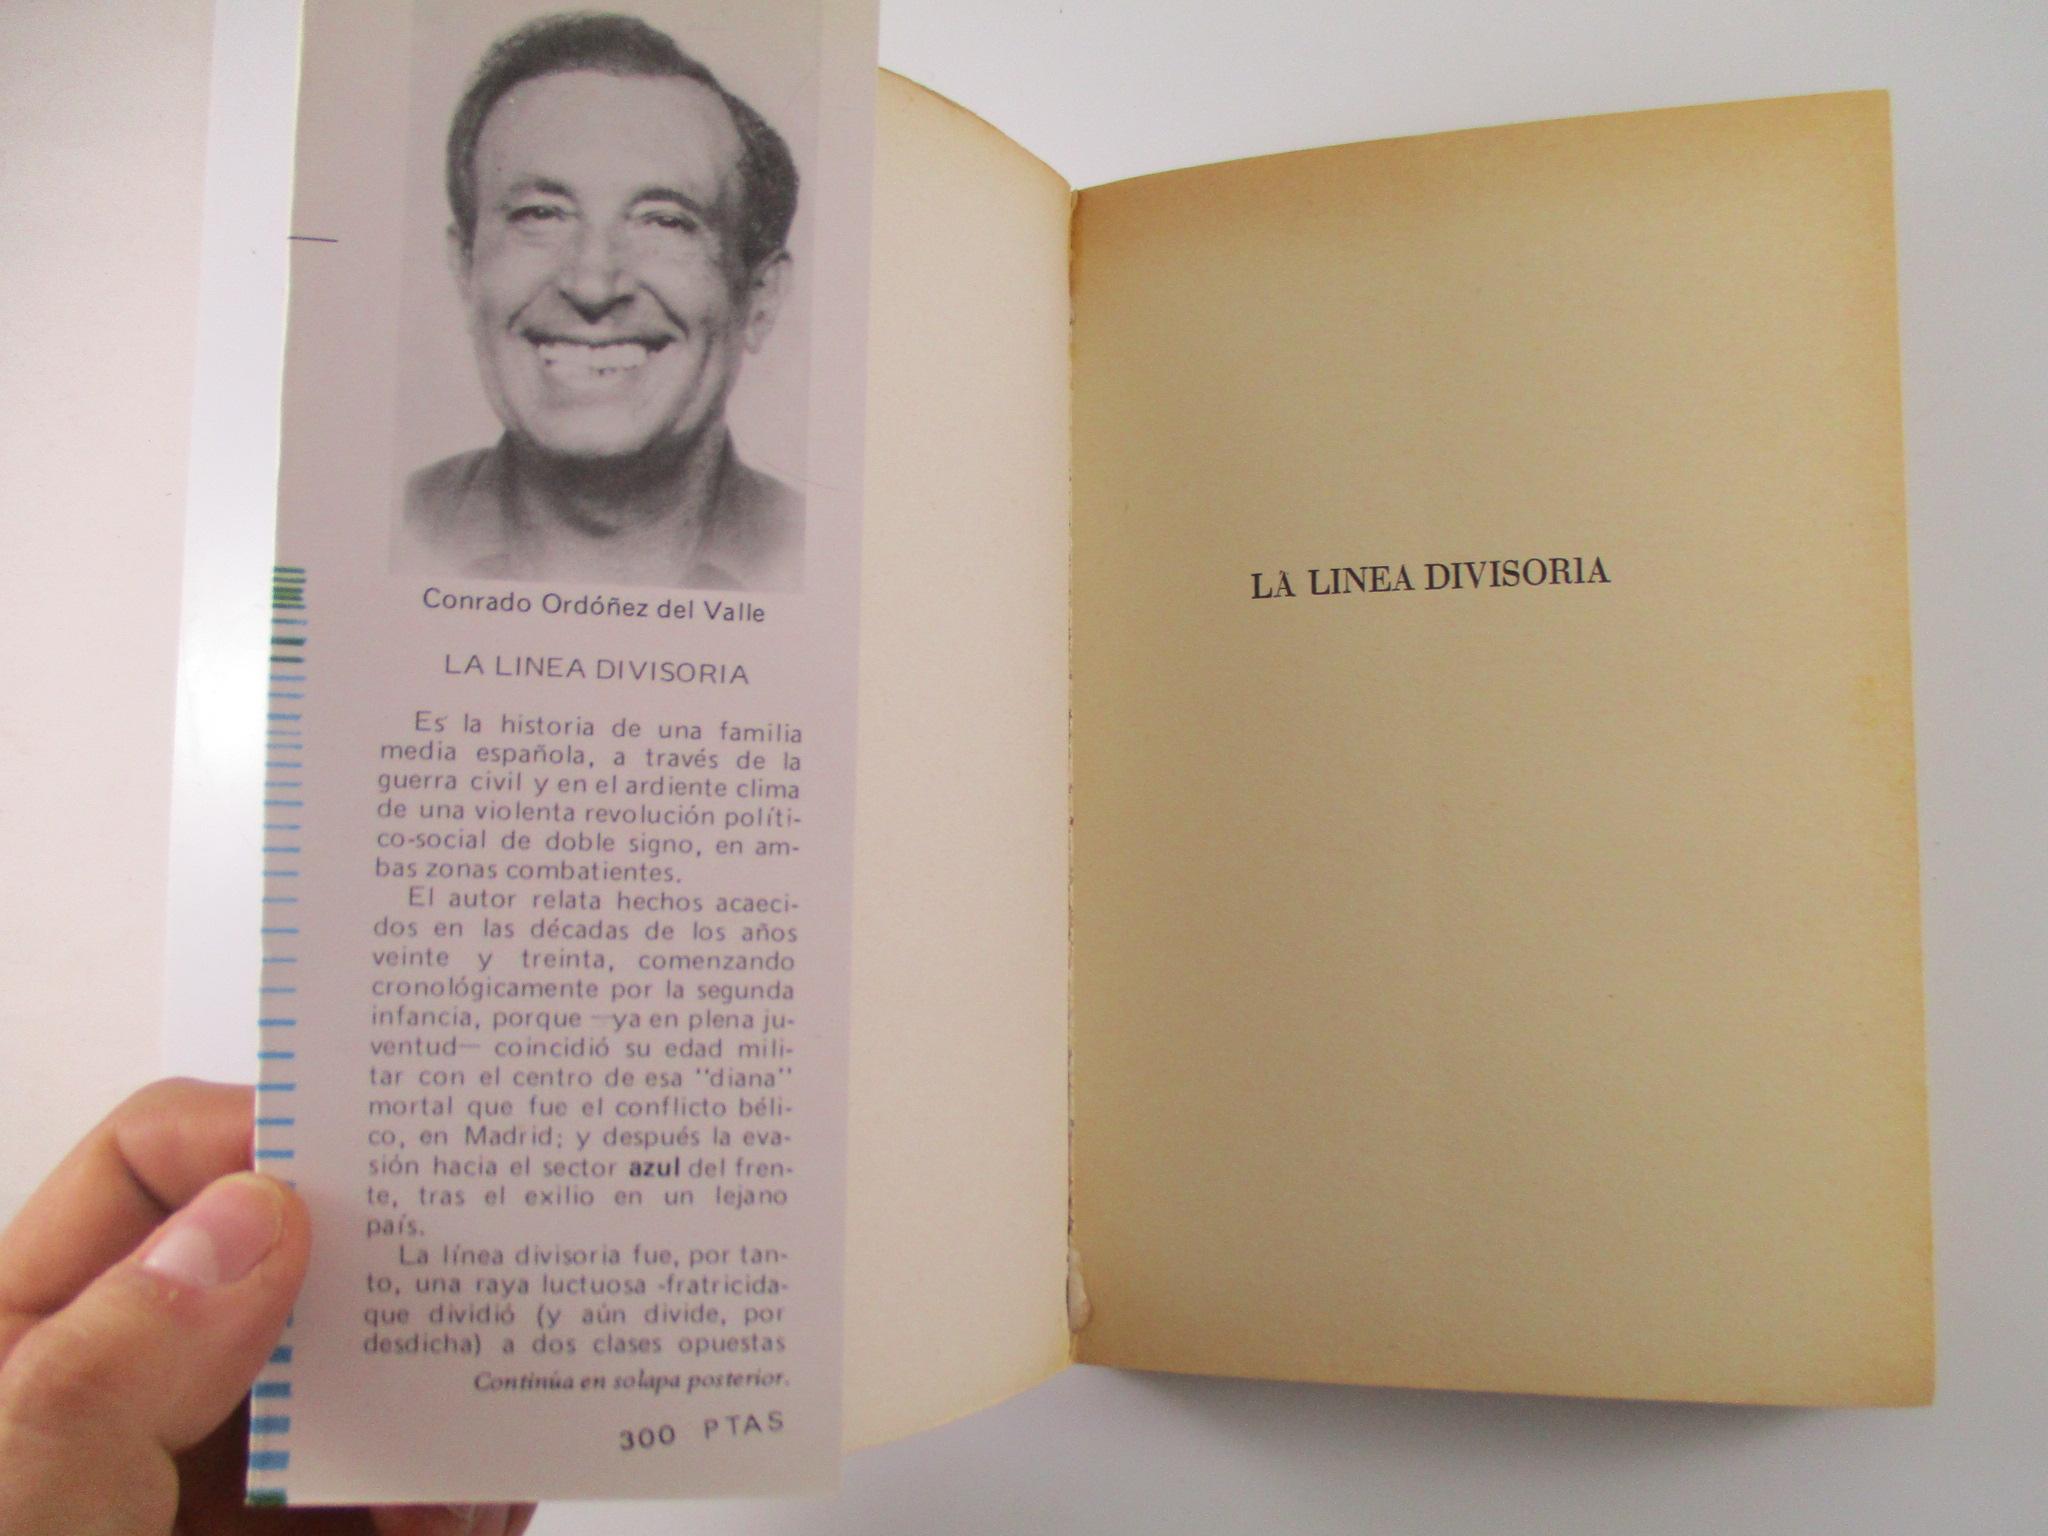 Conrado Ordóñez del Valle
LA LINEA DIVISORIA
Es la historia de una familia
media española, a través de la
guerra civil y en el ardiente clima
de una violenta revolución políti-
co-social de doble signo, en am-
bas zonas combatientes.
El autor relata hechos acaeci-
dos en las décadas de los años
veinte y treinta, comenzando
cronológicamente por la segunda
infancia, porque —ya en plena ju-
ventud— coincidió su edad mili-
tar con el centro de esa "diana"
mortal que fue el conflicto béli-
co, en Madrid; y después la eva-
sión hacia el sector azul del fren-
te, tras el exilio en un lejano
país.
La línea divisoria fue, por tan-
to, una raya luctuosa -fratricida-
que dividió (y aún divide, por
desdicha) a dos clases opuestas
Continúa en solapa posterior.
300 PTAS
LA LINEA DIVISORIA